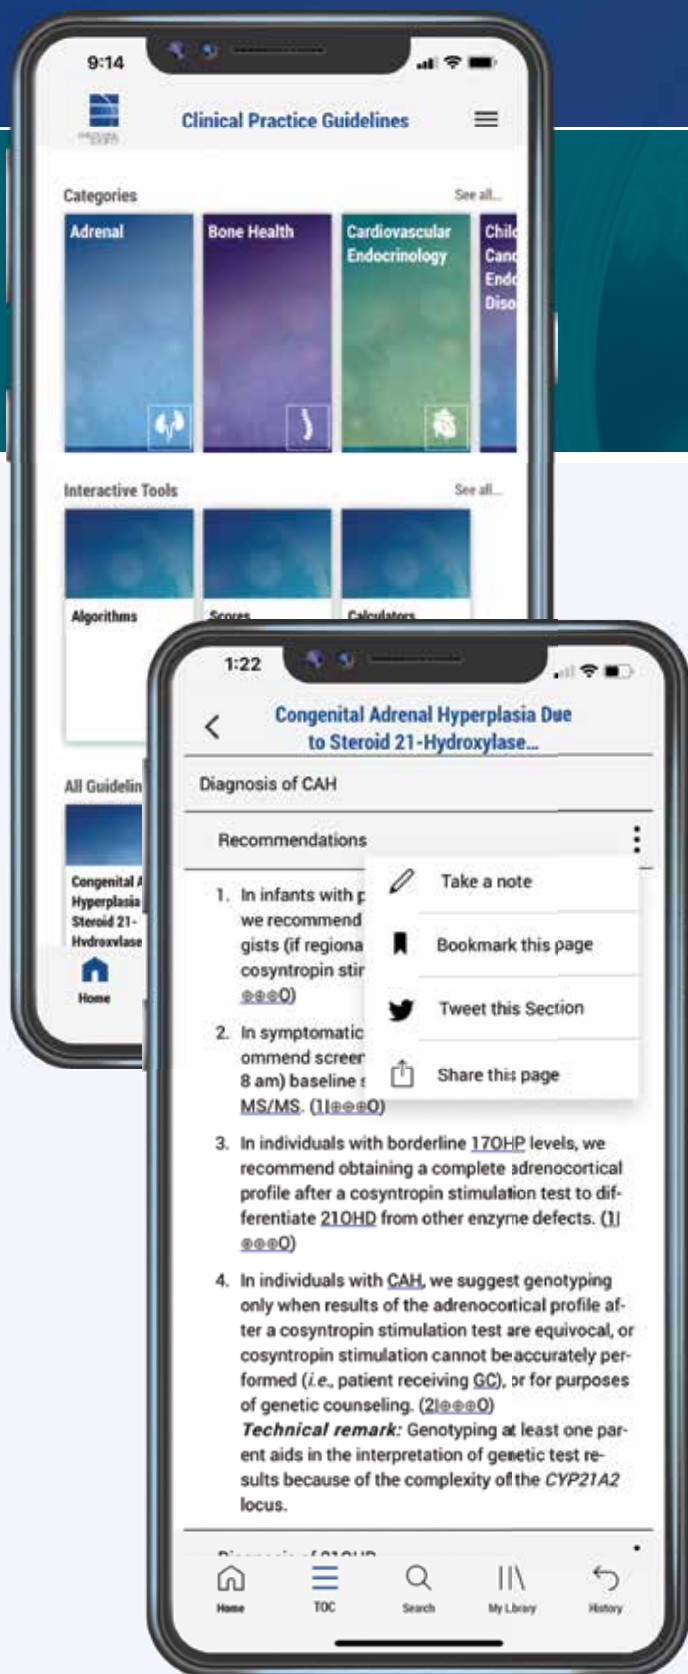 9:14
Clinical Practice Guidelines
Categories
See all...
Adrenal
Bone Health
Cardiovascular
Endocrinology
Interactive Tools
See all...
Algorithms
Scores
Calculators
All
Congenital
Hyperplasia
Steroid 21-
Hydroxylase
Home
1:22
Congenital Adrenal Hyperplasia Due
to Steroid 21-Hydroxylase...
Diagnosis of CAH
Recommendations
Take a note
Bookmark this page
Tweet this Section
Share this page
1. In infants with
we recommend
gists (if
cosyntropin
⊕⊕⊕O)
2. In symptomatic
ommend
8 am) baseline
MS/MS. (1|⊕⊕⊕O)
3. In individuals with borderline 17OHP levels, we
recommend obtaining a complete adrenocortical
profile after a cosyntropin stimulation test to dif-
ferentiate 21OHD from other enzyme defects. (1|
⊕⊕⊕O)
4. In individuals with CAH, we suggest genotyping
only when results of the adrenocortical profile af-
ter a cosyntropin stimulation test are equivocal, or
cosyntropin stimulation cannot be accurately per-
formed (i.e., patient receiving GC), or for purposes
of genetic counseling. (2|⊕⊕⊕O)
Technical remark: Genotyping at least one par-
ent aids in the interpretation of genetic test re-
sults because of the complexity of the CYP21A2
locus.
Home
TOC
Search
My Library
History